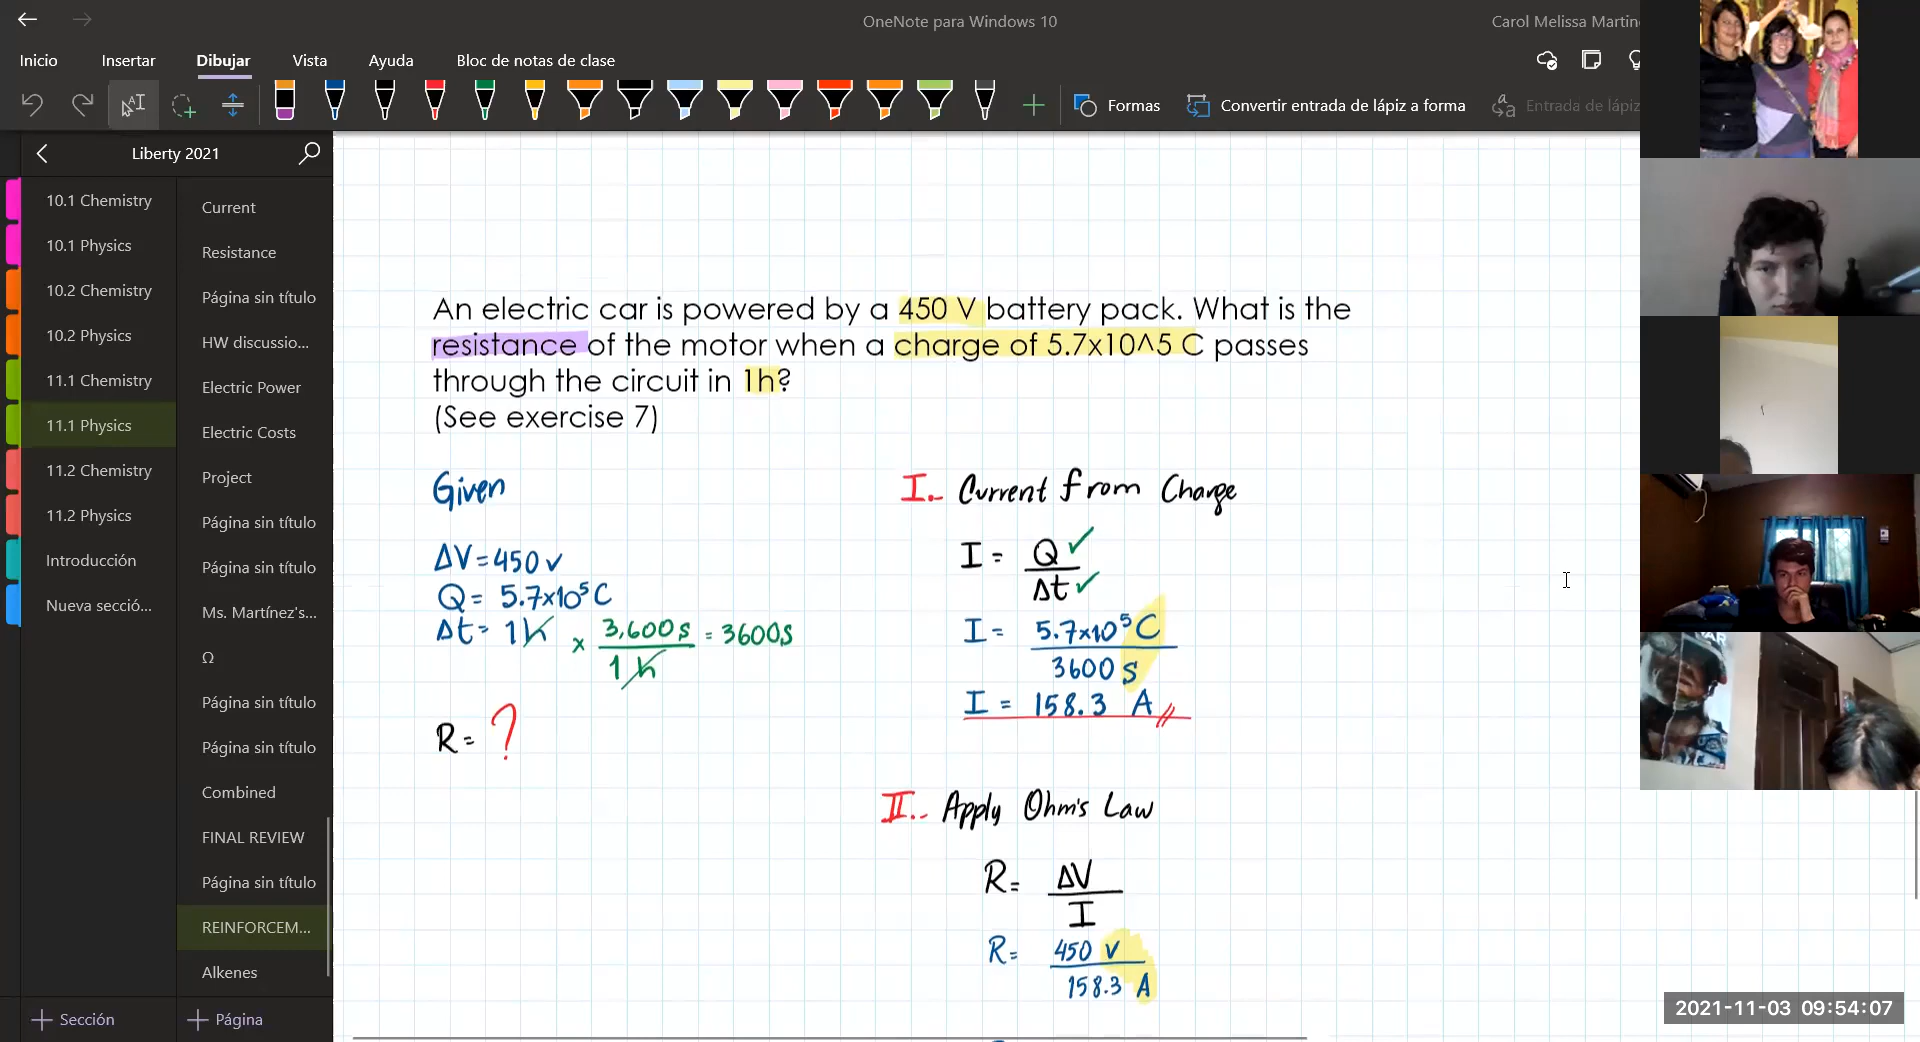 OneNote para Windows 10
Carol Melissa Martin
Inicio
Insertar
Dibujar
Vista
Ayuda
Bloc de notas de clase
Formas
Convertir entrada de lápiz a forma
Entrada de lápiz
Liberty 2021
10.1 Chemistry
10.1 Physics
10.2 Chemistry
10.2 Physics
11.1 Chemistry
11.1 Physics
11.2 Chemistry
11.2 Physics
Introducción
Nueva secció...
Sección
Current
Resistance
Página sin título
HW discussio...
Electric Power
Electric Costs
Project
Página sin título
Página sin título
Ms. Martínez's...
Ω
Página sin título
Página sin título
Combined
FINAL REVIEW
Página sin título
REINFORCEM...
Alkenes
Página
An electric car is powered by a 450 V battery pack. What is the
resistance of the motor when a charge of 5.7x10^5 C passes
through the circuit in 1h?
(See exercise 7)
Given
ΔV = 450 V
Q = 5.7x10⁵ C
Δt = 1 h x 3,600 s / 1 h = 3600s
R = ?
I.- Current from Charge
I = Q ✓ / Δt ✓
I = 5.7x10⁵ C / 3600 s
I = 158.3 A //
II.- Apply Ohm's Law
R = ΔV / I
R = 450 V / 158.3 A
2021-11-03 09:54:07